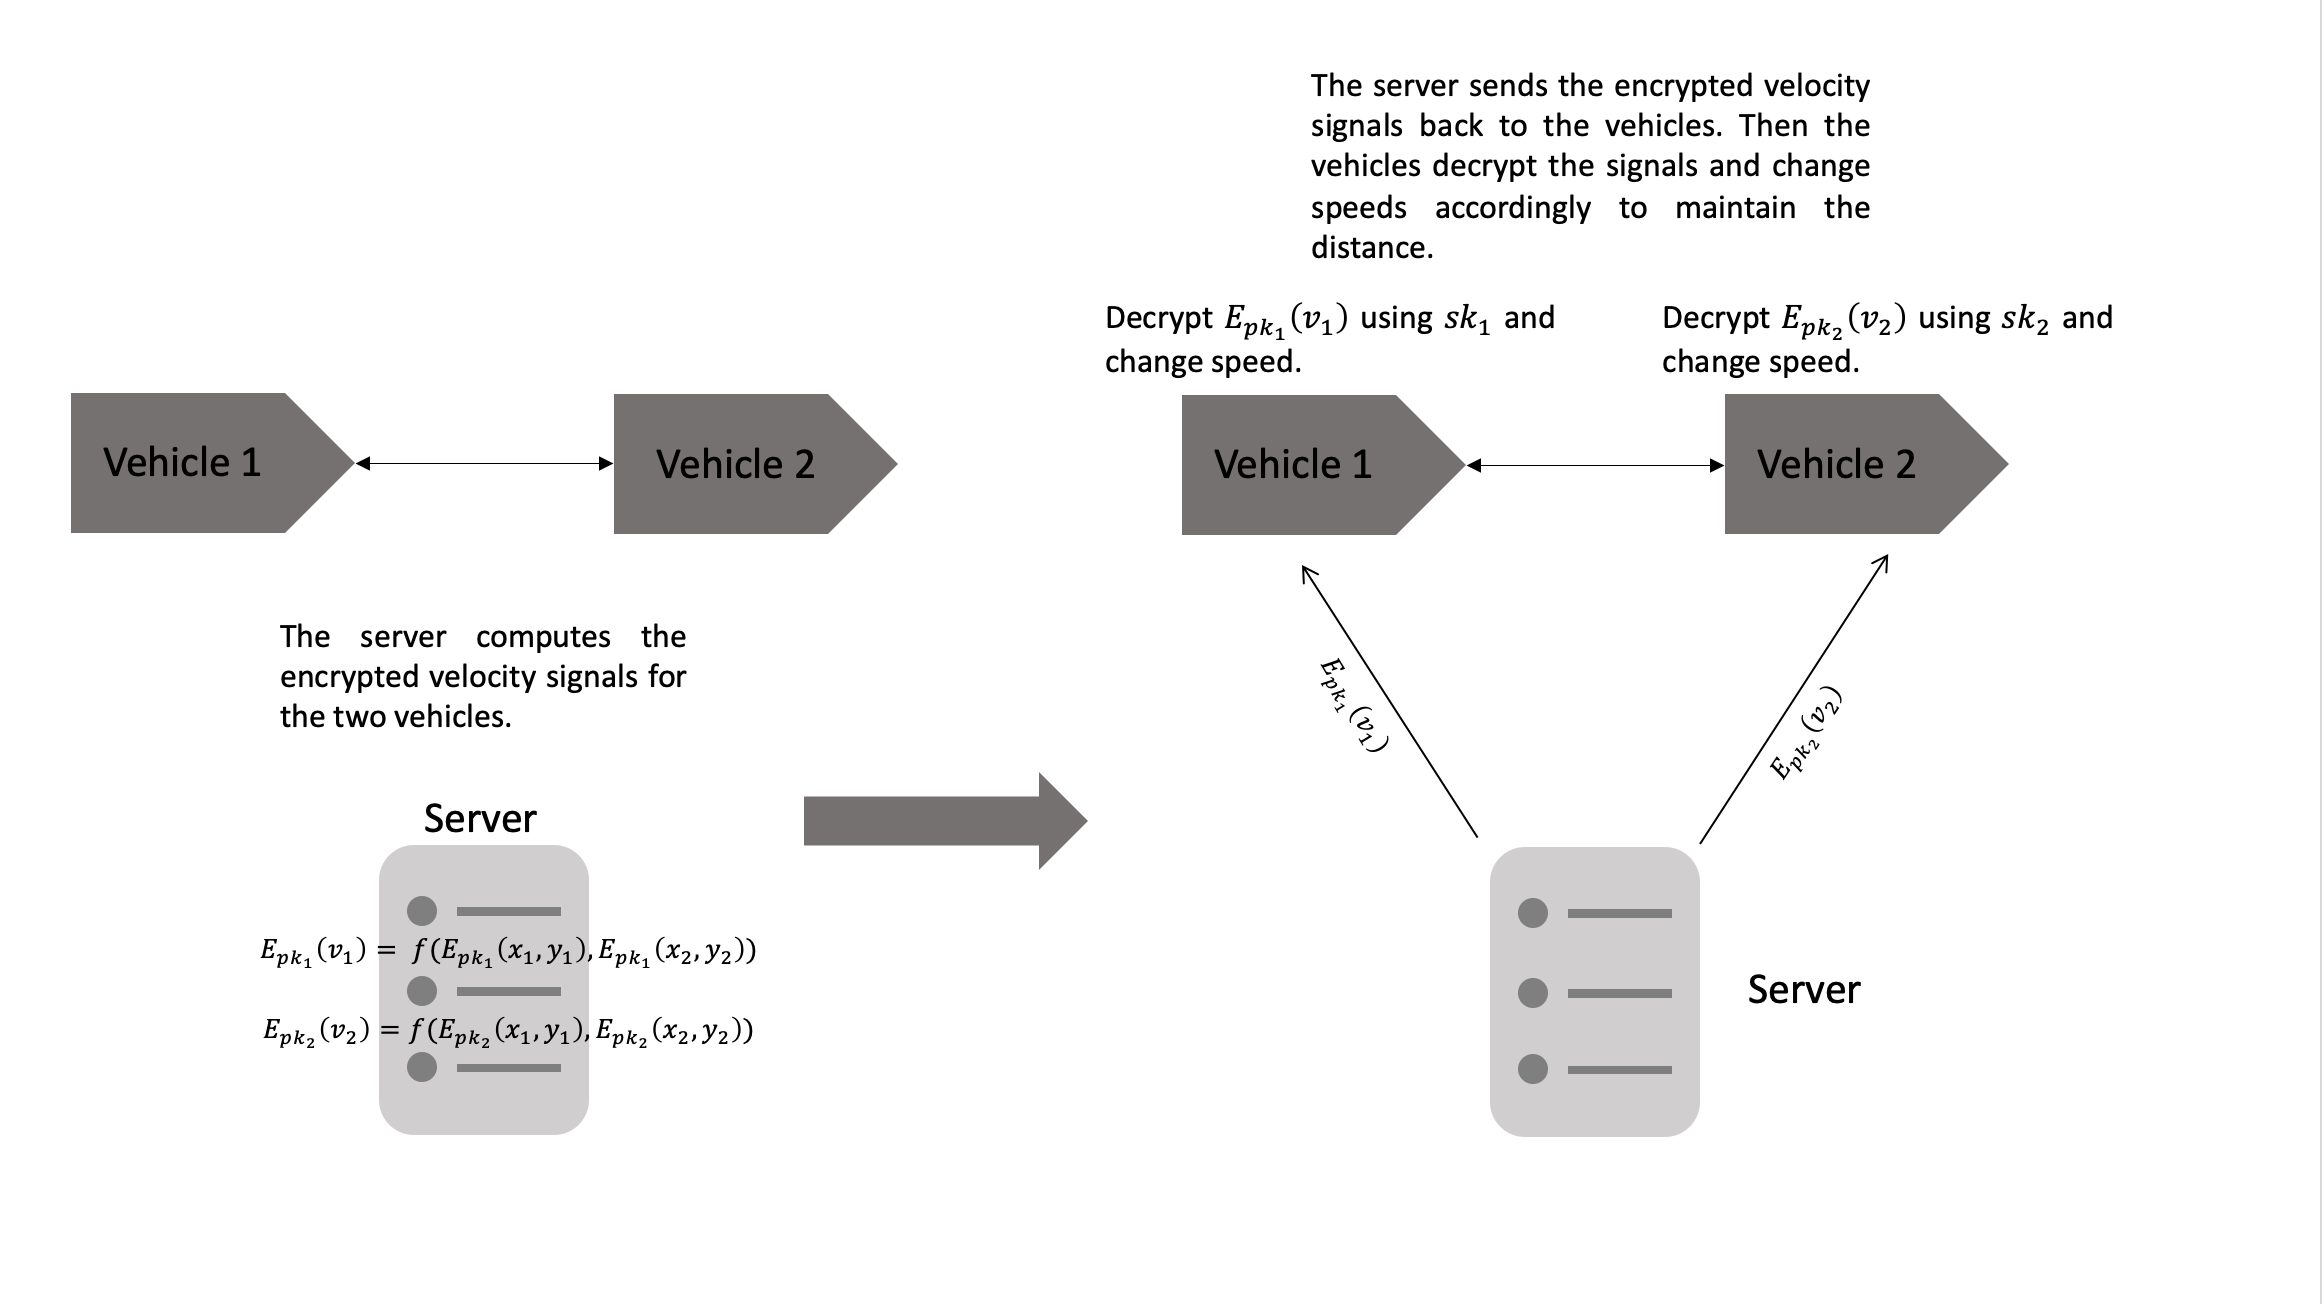 The server sends the encrypted velocity
signals back to the vehicles. Then the
vehicles decrypt the signals and change
speeds accordingly to maintain the
distance.
Decrypt E_{pk_1}(v_1) using sk_1 and
change speed.
Decrypt E_{pk_2}(v_2) using sk_2 and
change speed.
Vehicle 1
Vehicle 2
Vehicle 1
Vehicle 2
The server computes the
encrypted velocity signals for
the two vehicles.
E_{pk_1}(v_1)
E_{pk_2}(v_2)
Server
E_{pk_1}(v_1) = f(E_{pk_1}(x_1, y_1), E_{pk_1}(x_2, y_2))
E_{pk_2}(v_2) = f(E_{pk_2}(x_1, y_1), E_{pk_2}(x_2, y_2))
Server